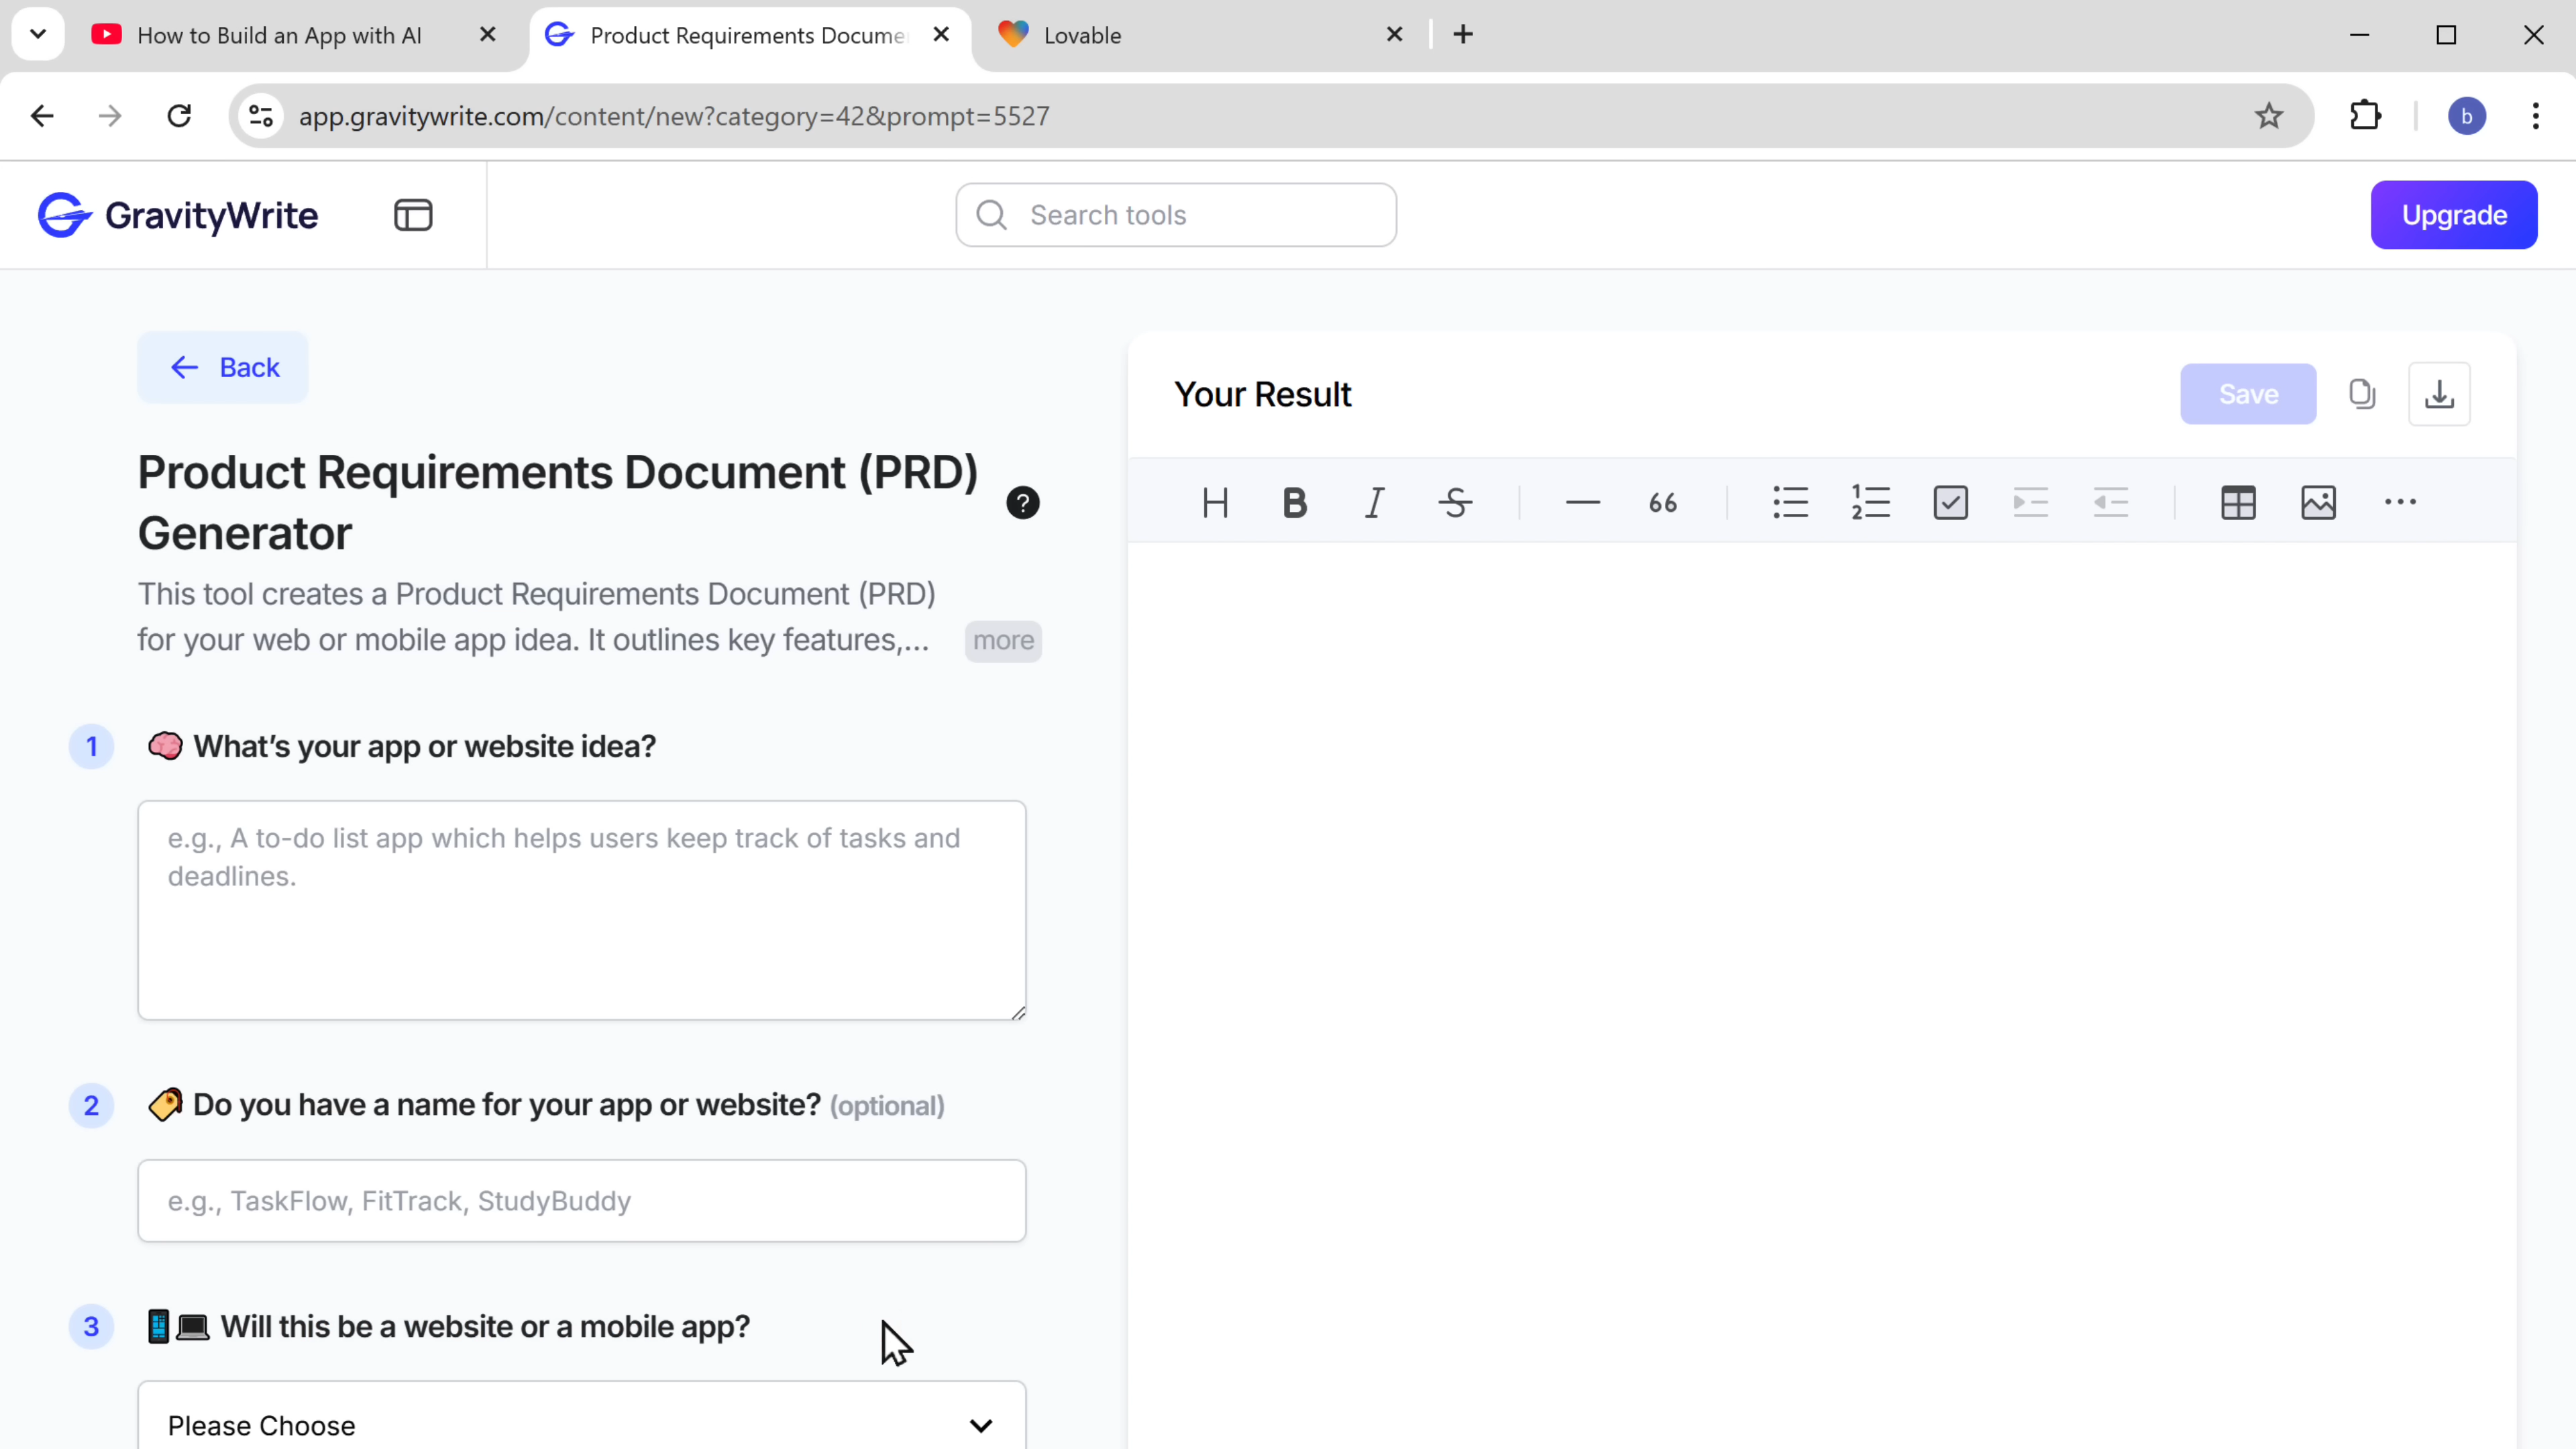 How to Build an App with AI
Product Requirements Docume
Lovable
app.gravitywrite.com/content/new?category=42&prompt=5527
b
GravityWrite
Search tools
Upgrade
Back
Product Requirements Document (PRD)
Generator
?
This tool creates a Product Requirements Document (PRD)
for your web or mobile app idea. It outlines key features,...
more
1
What's your app or website idea?
e.g., A to-do list app which helps users keep track of tasks and
deadlines.
2
Do you have a name for your app or website? (optional)
e.g., TaskFlow, FitTrack, StudyBuddy
3
Will this be a website or a mobile app?
Please Choose
Your Result
Save
H B I S 66